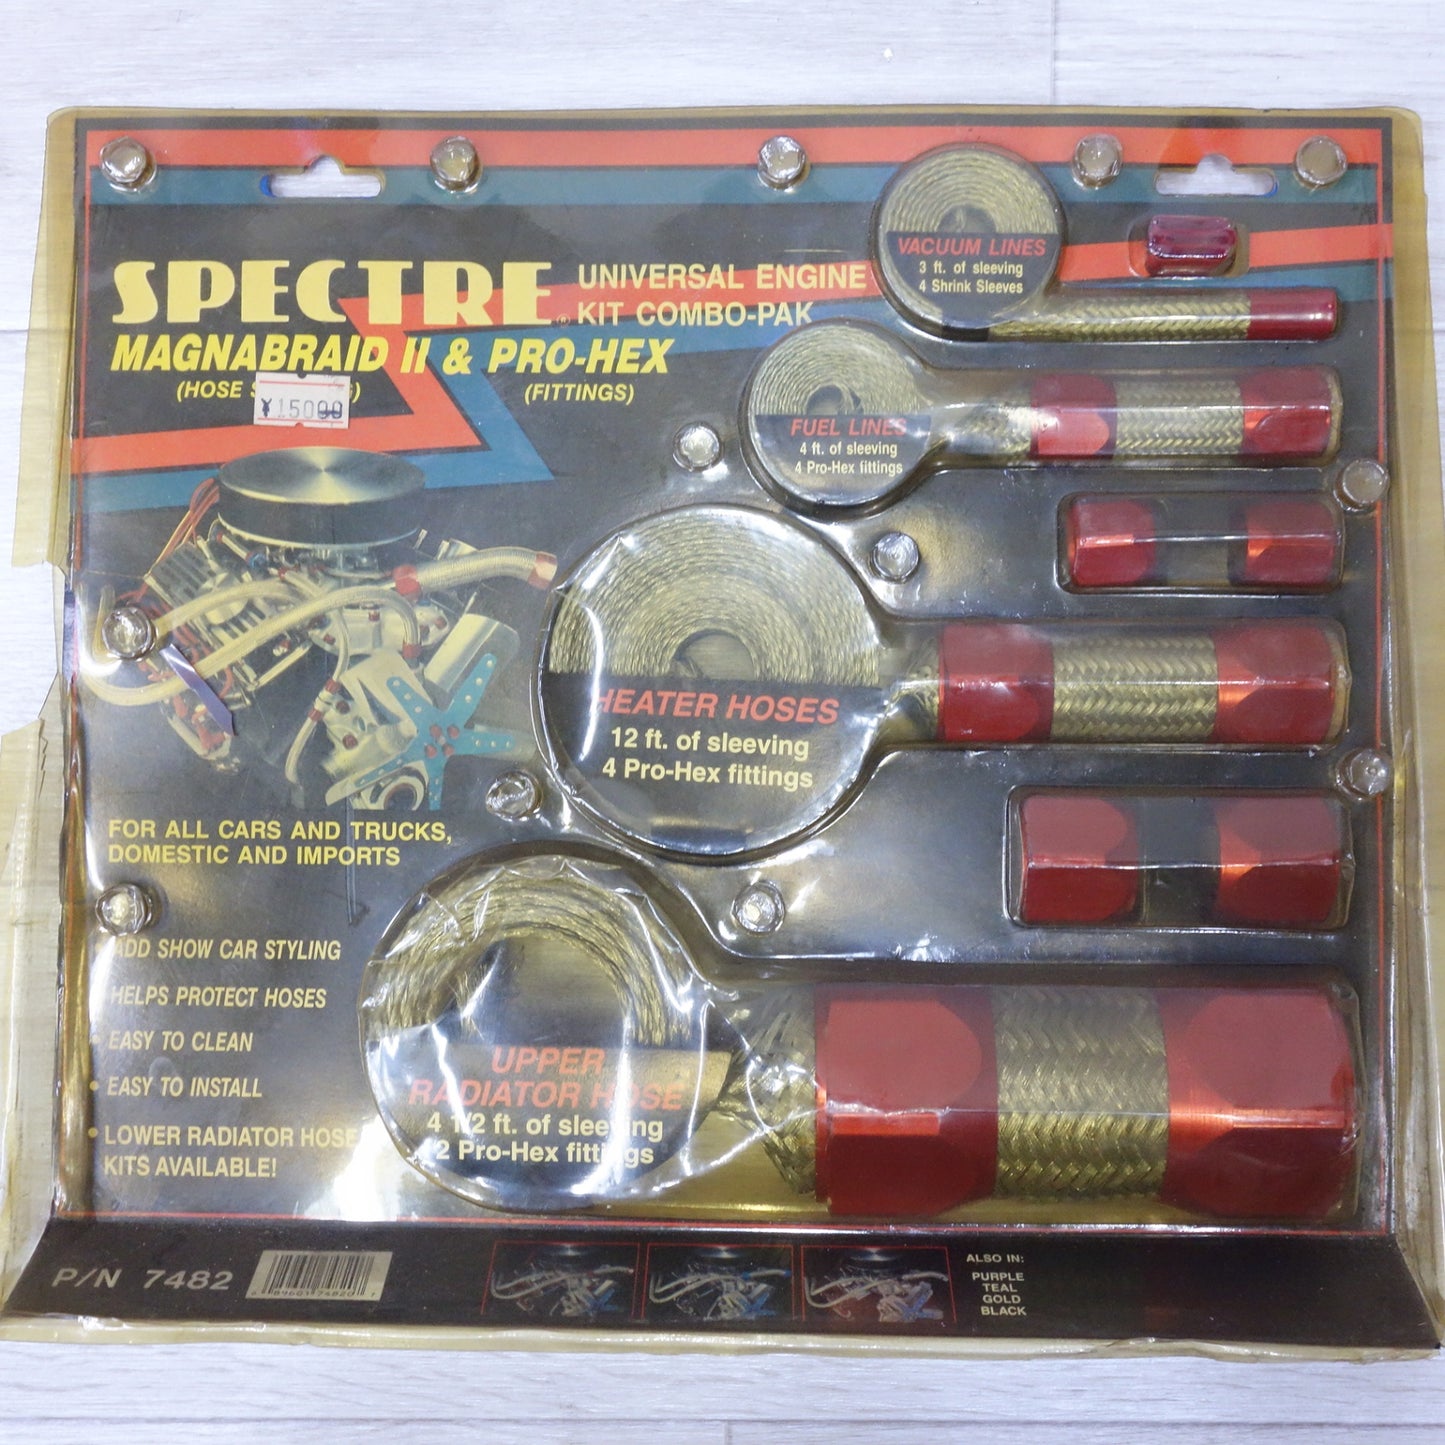 SPECTRE®
UNIVERSAL ENGINE
KIT COMBO-PAK
MAGNABRAID II & PRO-HEX
(HOSE S
(FITTINGS)
¥15000
VACUUM LINES
3 ft. of sleeving
4 Shrink Sleeves
FUEL LINES
4 ft. of sleeving
4 Pro-Hex fittings
HEATER HOSES
12 ft. of sleeving
4 Pro-Hex fittings
FOR ALL CARS AND TRUCKS,
DOMESTIC AND IMPORTS
ADD SHOW CAR STYLING
HELPS PROTECT HOSES
• EASY TO CLEAN
• EASY TO INSTALL
• LOWER RADIATOR HOSE
KITS AVAILABLE!
UPPER
RADIATOR HOSE
4 1/2 ft. of sleeving
2 Pro-Hex fittings
P/N 7482
ALSO IN:
PURPLE
TEAL
GOLD
BLACK